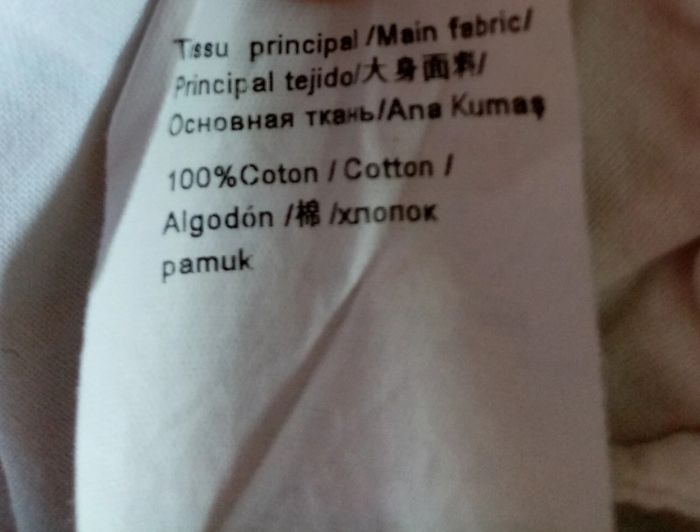 Tissu principal /Main fabric/
Principal tejido/大身面料/
Основная ткань/Ana Kumaş
100%Coton / Cotton /
Algodón /棉 /хлопок
pamuk